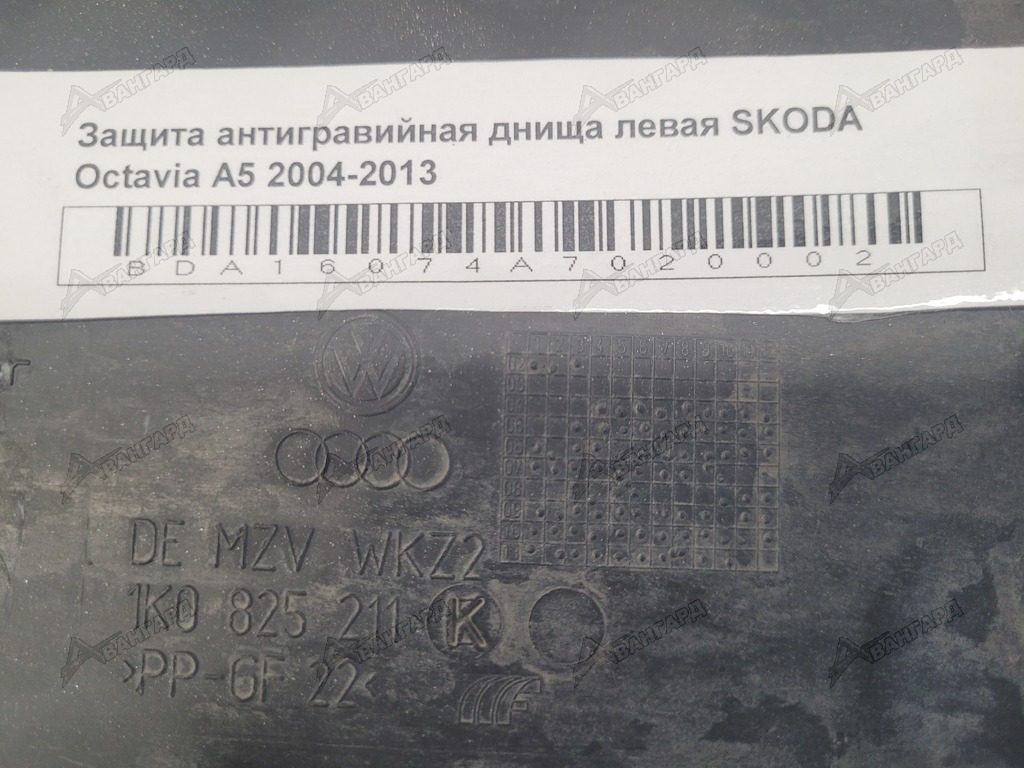 Защита антигравийная днища левая SKODA
Octavia A5 2004-2013
BDA16074A7020002
DE MZV WKZ2
1K0 825 211 K
>PP-GF 22<
АВАНГАРД